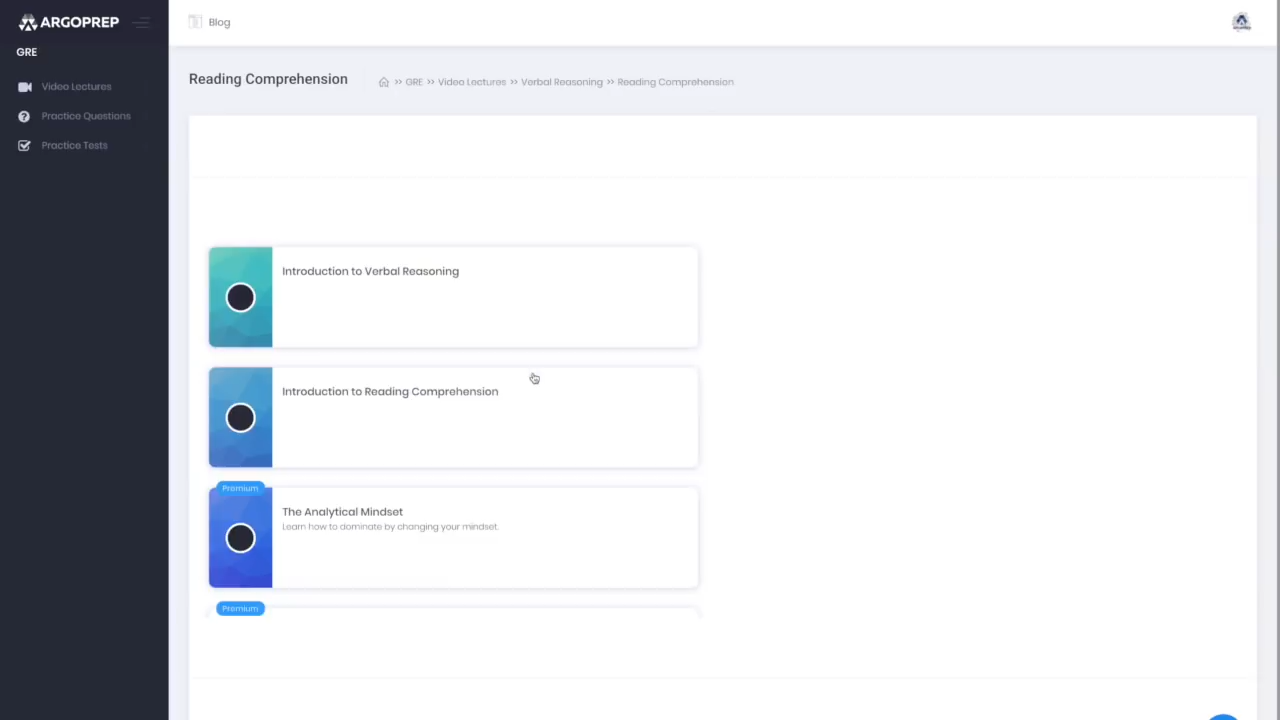 ARGOPREP
Blog
GRE
Video Lectures
Practice Questions
Practice Tests
Reading Comprehension
>> GRE >> Video Lectures >> Verbal Reasoning >> Reading Comprehension
Introduction to Verbal Reasoning
Introduction to Reading Comprehension
Premium
The Analytical Mindset
Learn how to dominate by changing your mindset.
Premium